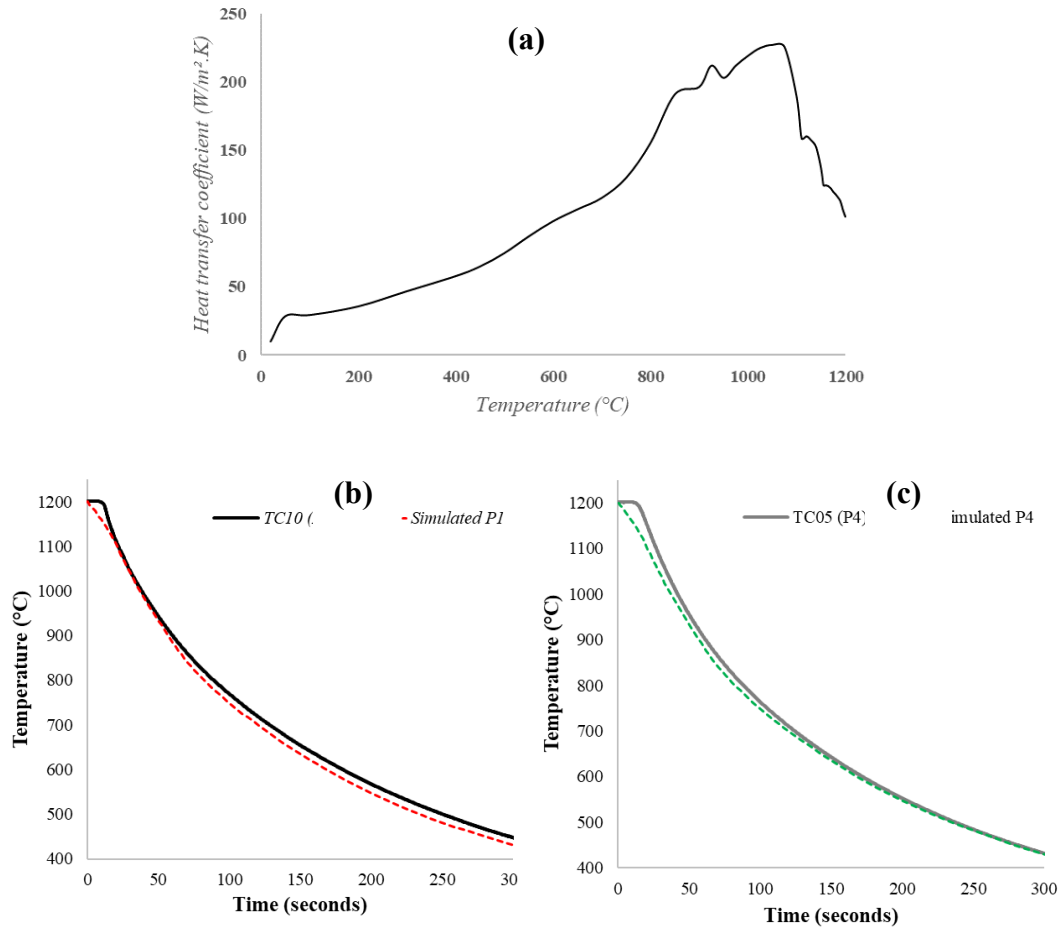 (a)
Heat transfer coefficient (W/m².K)
250
200
150
100
50
0
0 200 400 600 800 1000 1200
Temperature (°C)
(b)
TC10 (. Simulated P1
Temperature (°C)
1200
1100
1000
900
800
700
600
500
400
0 50 100 150 200 250 30
Time (seconds)
(c)
TC05 (P4) imulated P4
Temperature (°C)
1200
1100
1000
900
800
700
600
500
400
0 50 100 150 200 250 300
Time (seconds)